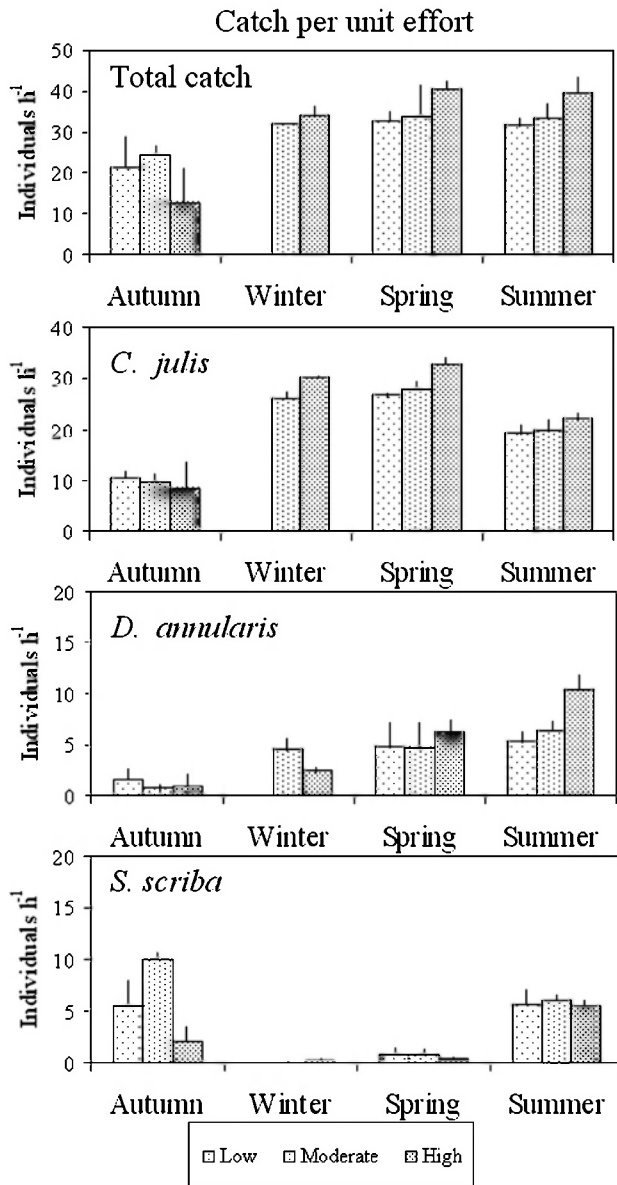 Catch per unit effort
Individuals h-1
50
40
30
20
10
0
Total catch
Autumn Winter Spring Summer
Individuals h-1
40
30
20
10
0
C. julis
Autumn Winter Spring Summer
Individuals h-1
20
15
10
5
0
D. annularis
Autumn Winter Spring Summer
Individuals h-1
20
15
10
5
0
S. scriba
Autumn Winter Spring Summer
Low Moderate High